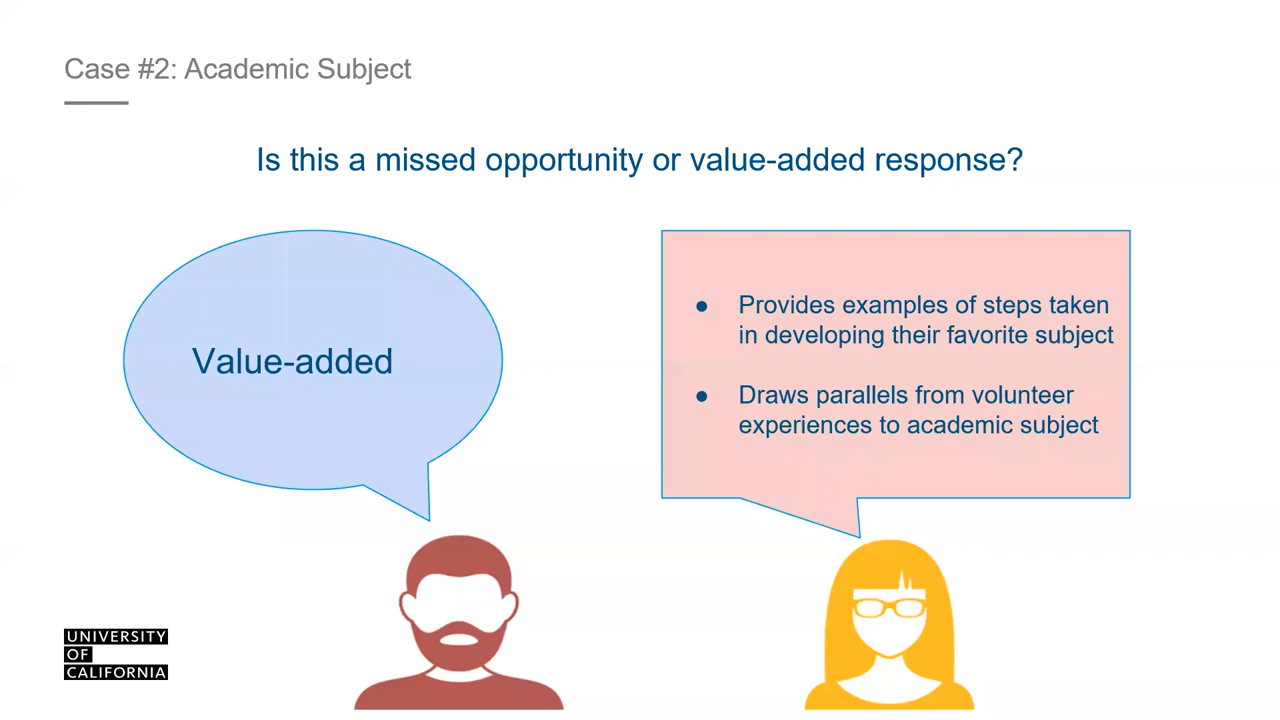 Case #2: Academic Subject
Is this a missed opportunity or value-added response?
Value-added
● Provides examples of steps taken
in developing their favorite subject
● Draws parallels from volunteer
experiences to academic subject
UNIVERSITY
OF
CALIFORNIA